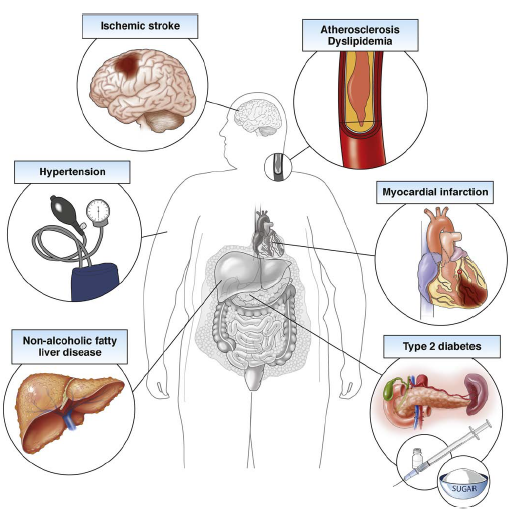 Ischemic stroke
Atherosclerosis
Dyslipidemia
Hypertension
Myocardial infarction
Non-alcoholic fatty
liver disease
Type 2 diabetes
SUGAR